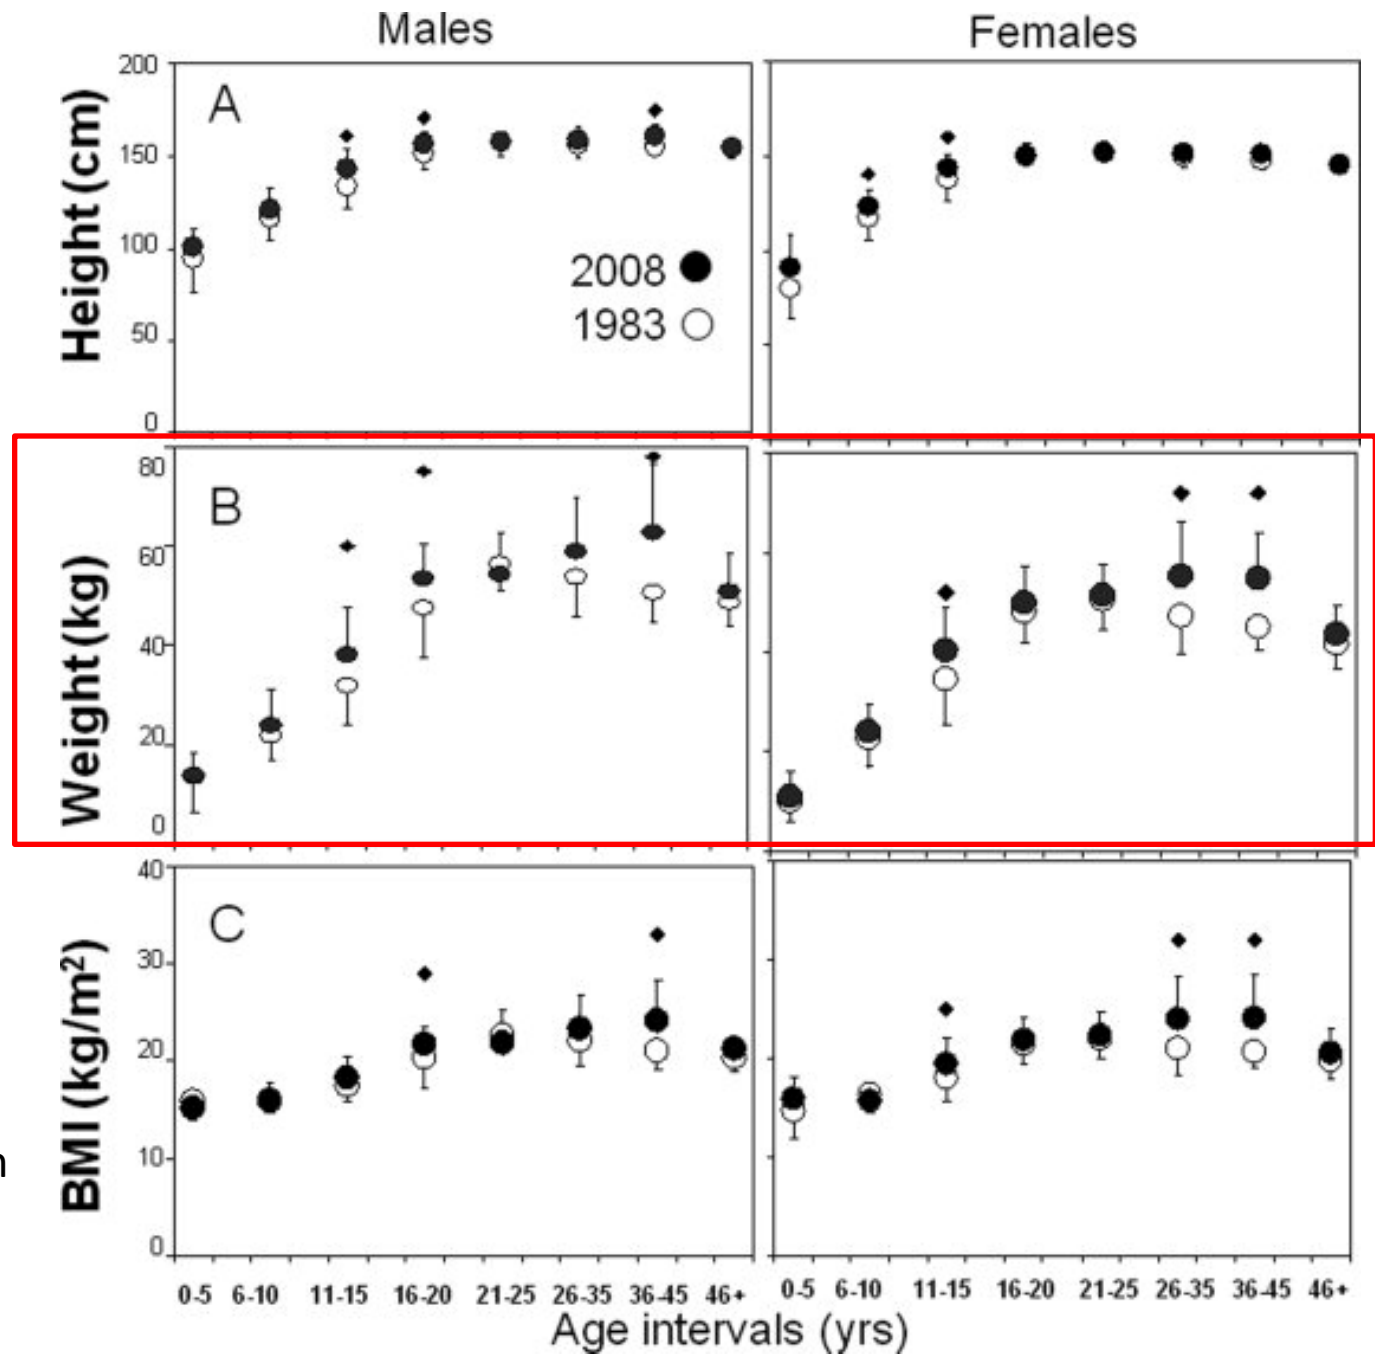 Males
Females
Height (cm)
200
150
100
50
0
A
2008
1983
Weight (kg)
80
60
40
20
0
B
BMI (kg/m²)
40
30
20
10
0
C
n
0-5 6-10 11-15 16-20 21-25 26-35 36-45 46+
0-5 6-10 11-15 16-20 21-25 26-35 36-45 46+
Age intervals (yrs)